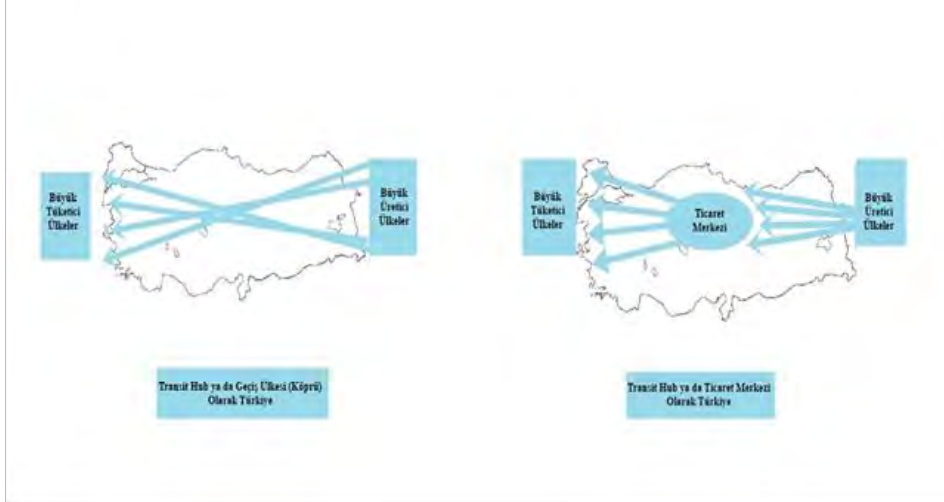 Büyük
Tüketici
Ülkeler
Büyük
Üretici
Ülkeler
Transit Hub ya da Geçiş Ülkesi (Köprü)
Olarak Türkiye
Büyük
Tüketici
Ülkeler
Ticaret
Merkezi
Büyük
Üretici
Ülkeler
Transit Hub ya da Ticaret Merkezi
Olarak Türkiye